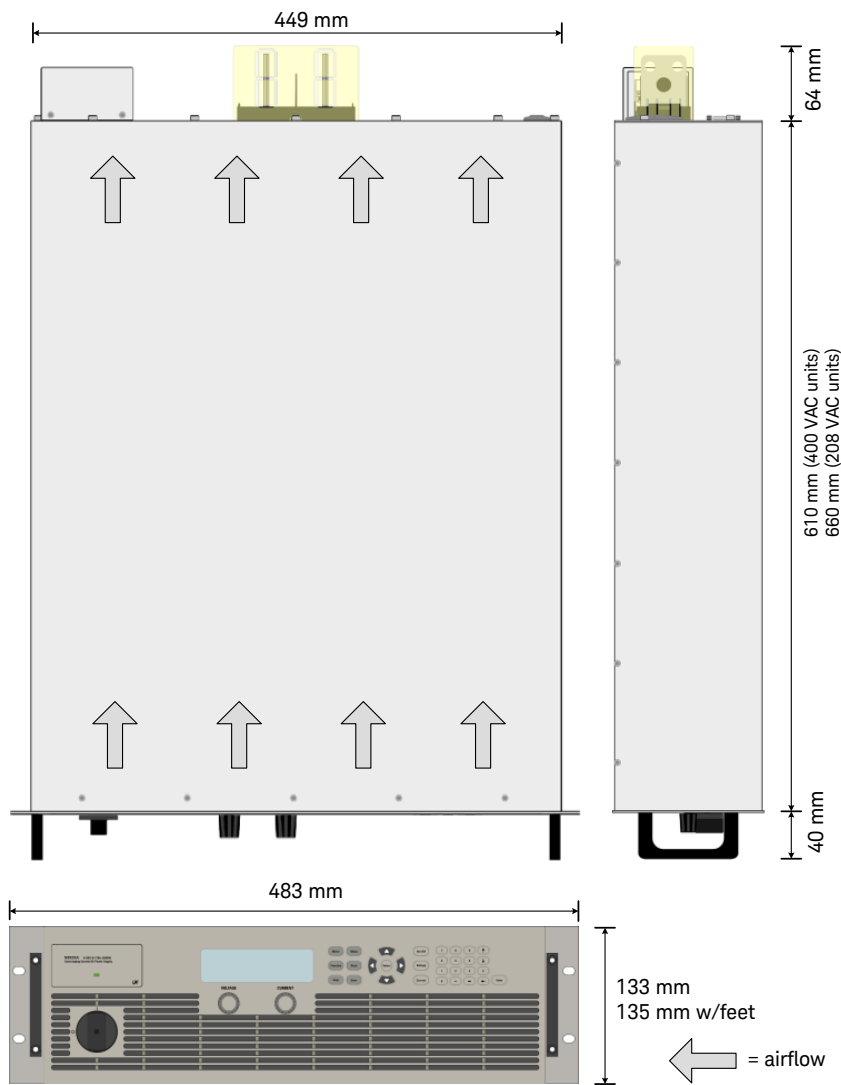 449 mm
64 mm
610 mm (400 VAC units)
660 mm (208 VAC units)
40 mm
483 mm
VOLTAGE
CURRENT
133 mm
135 mm w/feet
= airflow